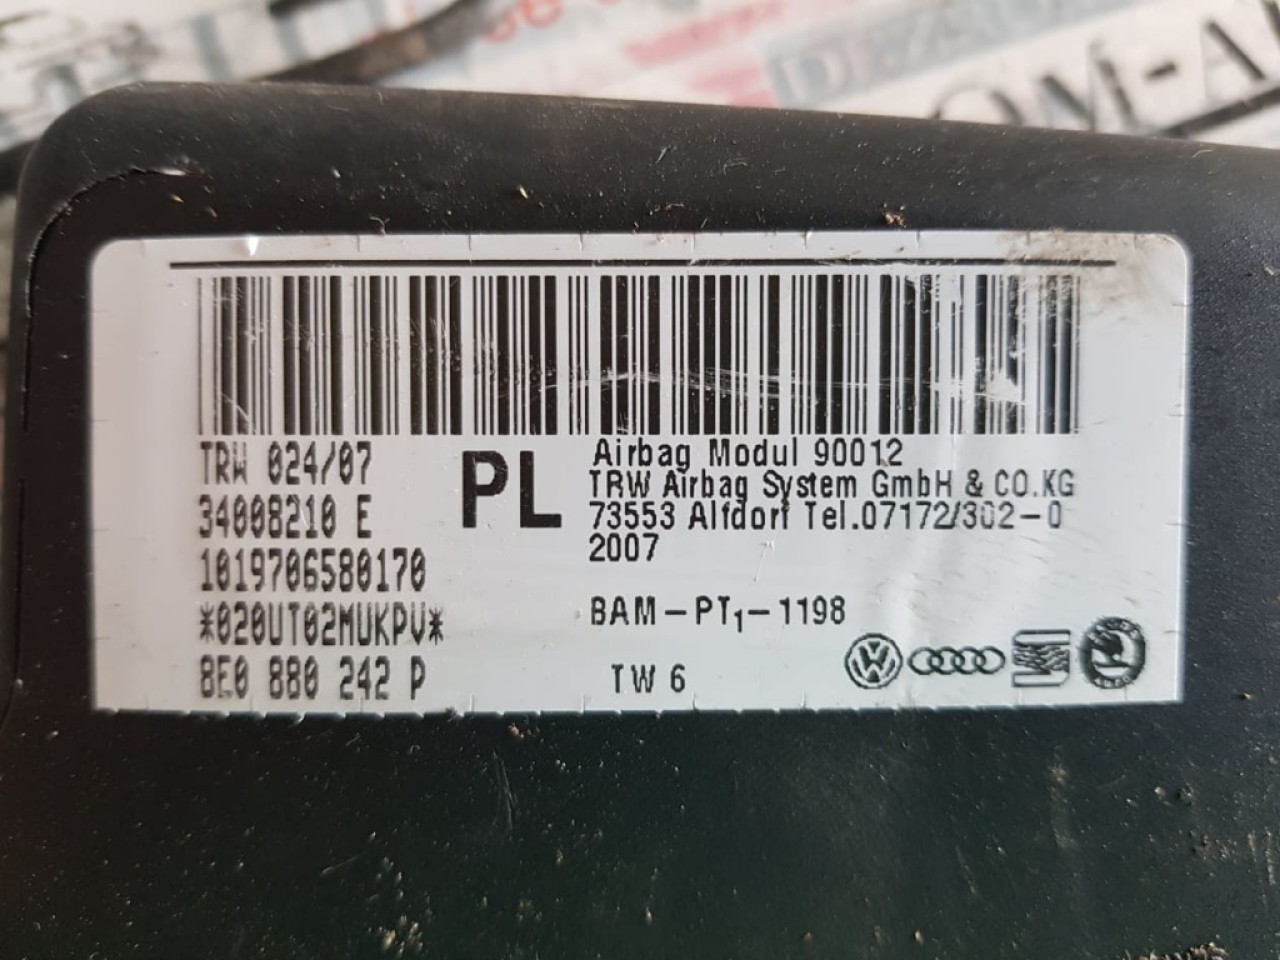 TRW 024/07
34008210 E
1019706580170
*020UT02MUKPV*
8E0 880 242 P
PL
Airbag Modul 90012
TRW Airbag System GmbH & CO.KG
73553 Alfdorf Tel.07172/302-0
2007
BAM-PT₁-1198
TW 6